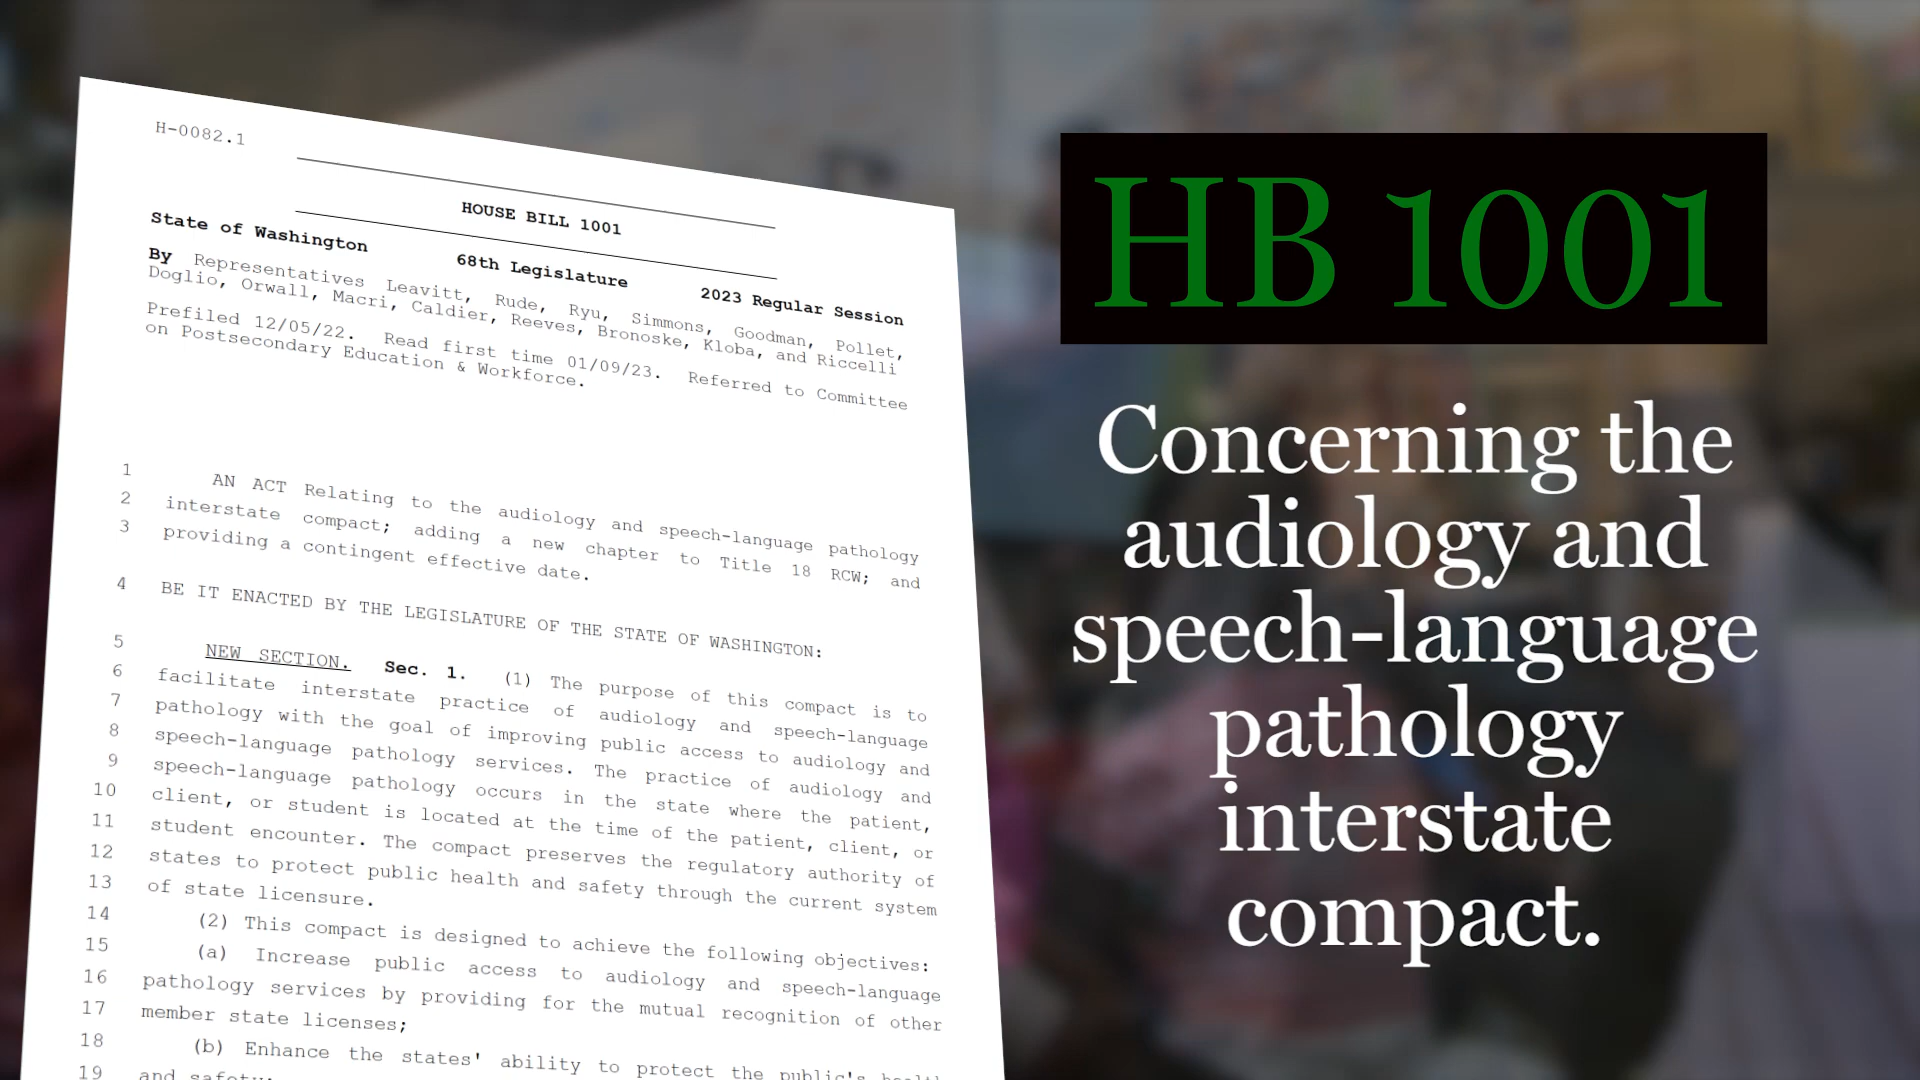 H-0082.1
HOUSE BILL 1001
State of Washington 68th Legislature 2023 Regular Session
By Representatives Leavitt, Rude, Ryu, Simmons, Goodman, Pollet,
Doglio, Orwall, Macri, Caldier, Reeves, Bronoske, Kloba, and Riccelli
Prefiled 12/05/22. Read first time 01/09/23. Referred to Committee
on Postsecondary Education & Workforce.
1 AN ACT Relating to the audiology and speech-language pathology
2 interstate compact; adding a new chapter to Title 18 RCW; and
3 providing a contingent effective date.
4 BE IT ENACTED BY THE LEGISLATURE OF THE STATE OF WASHINGTON:
5 NEW SECTION. Sec. 1. (1) The purpose of this compact is to
6 facilitate interstate practice of audiology and speech-language
7 pathology with the goal of improving public access to audiology and
8 speech-language pathology services. The practice of audiology and
9 speech-language pathology occurs in the state where the patient,
10 client, or student is located at the time of the patient, client, or
11 student encounter. The compact preserves the regulatory authority of
12 states to protect public health and safety through the current system
13 of state licensure.
14 (2) This compact is designed to achieve the following objectives:
15 (a) Increase public access to audiology and speech-language
16 pathology services by providing for the mutual recognition of other
17 member state licenses;
18 (b) Enhance the states' ability to protect the public's health
19 and safety;
HB 1001
Concerning the
audiology and
speech-language
pathology
interstate
compact.